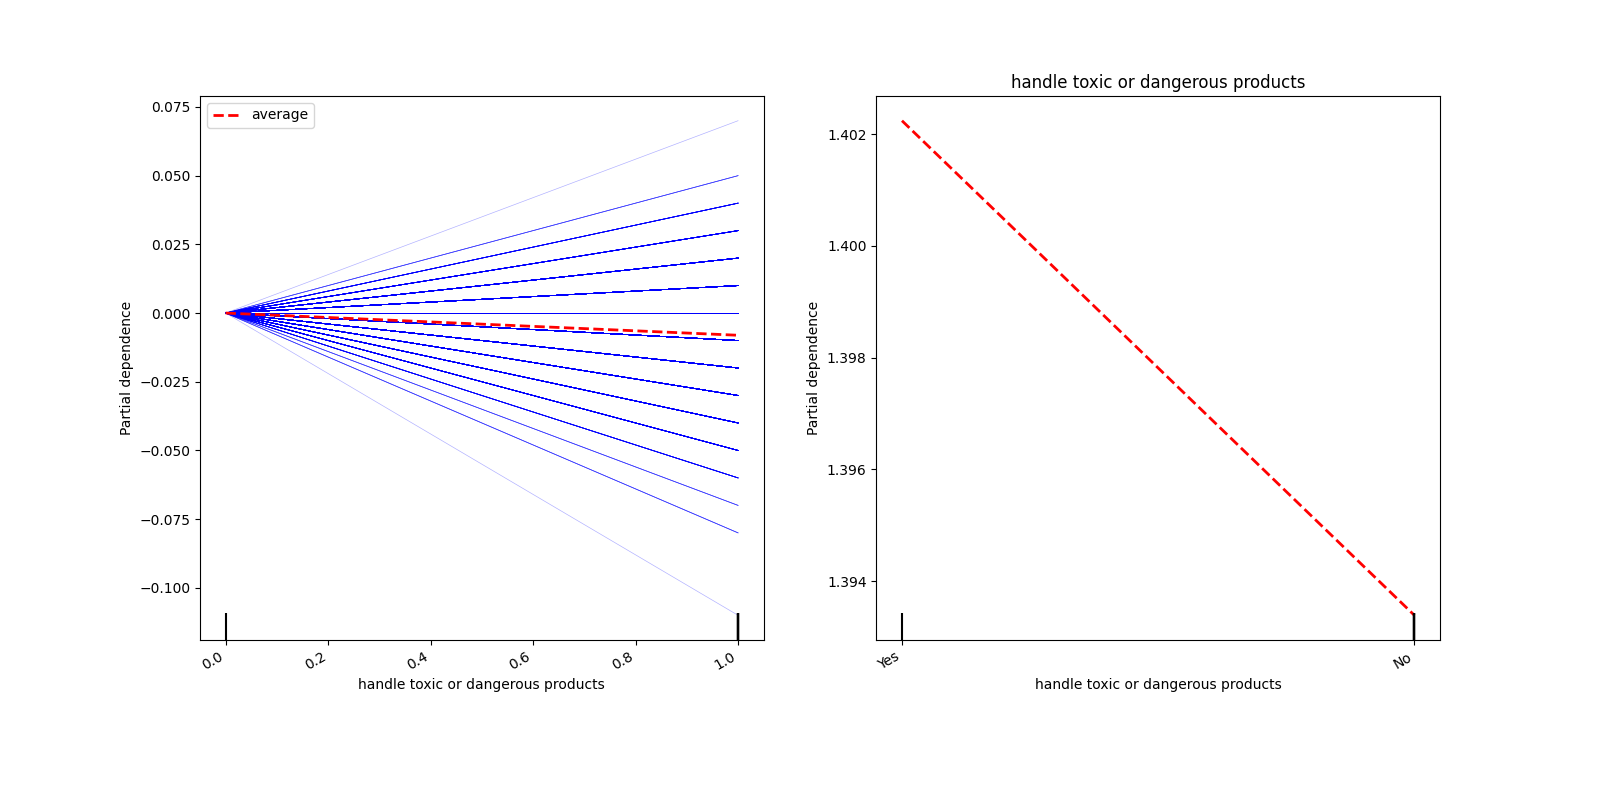 average
0.075
0.050
0.025
0.000
−0.025
−0.050
−0.075
−0.100
Partial dependence
0.0
0.2
0.4
0.6
0.8
1.0
handle toxic or dangerous products
handle toxic or dangerous products
1.402
1.400
1.398
1.396
1.394
Partial dependence
Yes
No
handle toxic or dangerous products